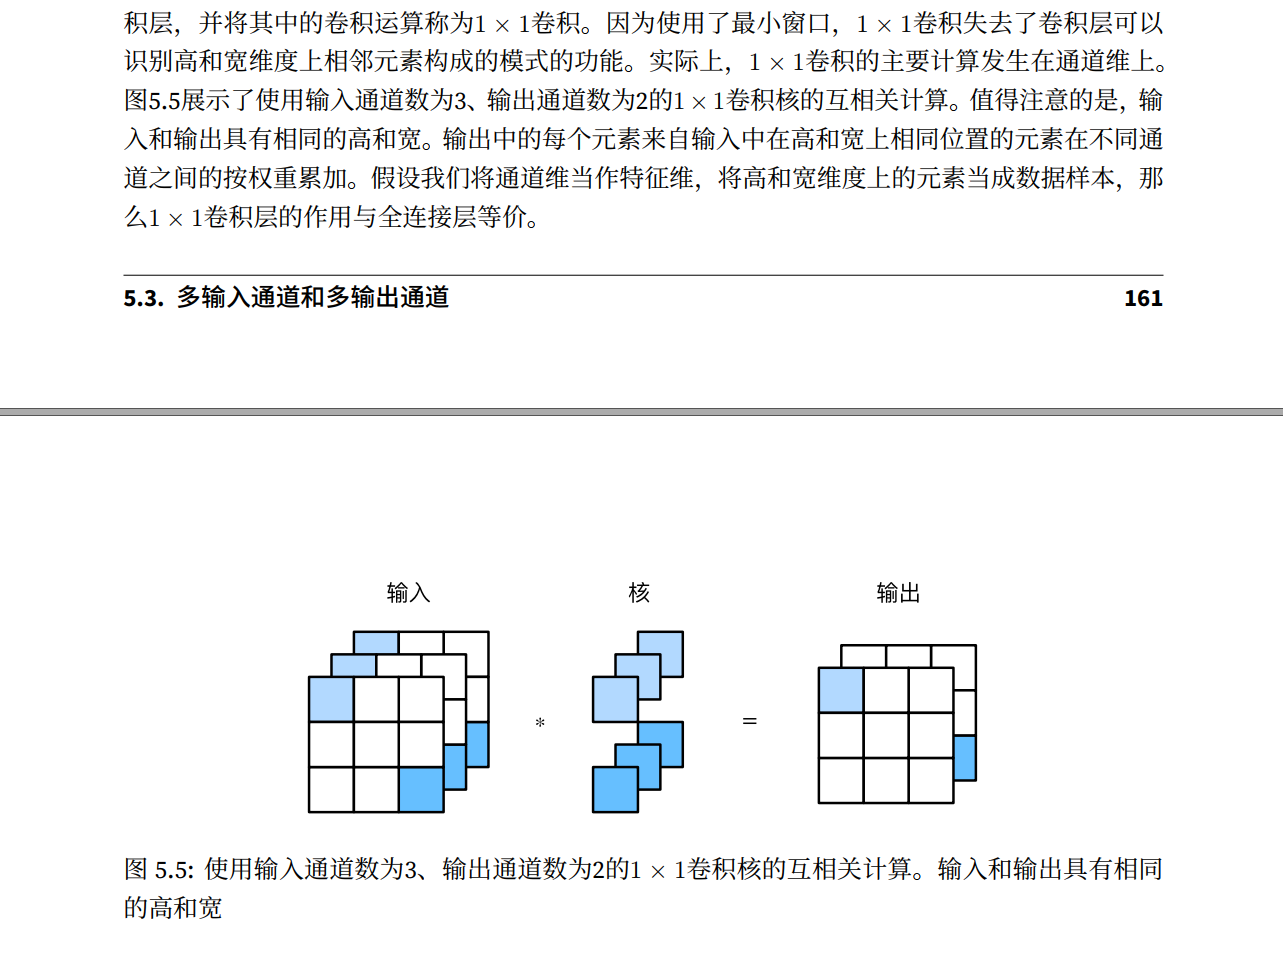 积层，并将其中的卷积运算称为1 × 1卷积。因为使用了最小窗口，1 × 1卷积失去了卷积层可以
识别高和宽维度上相邻元素构成的模式的功能。实际上，1 × 1卷积的主要计算发生在通道维上。
图5.5展示了使用输入通道数为3、输出通道数为2的1 × 1卷积核的互相关计算。值得注意的是，输
入和输出具有相同的高和宽。输出中的每个元素来自输入中在高和宽上相同位置的元素在不同通
道之间的按权重累加。假设我们将通道维当作特征维，将高和宽维度上的元素当成数据样本，那
么1 × 1卷积层的作用与全连接层等价。
5.3. 多输入通道和多输出通道 161
输入 核 输出
* =
图 5.5: 使用输入通道数为3、输出通道数为2的1 × 1卷积核的互相关计算。输入和输出具有相同
的高和宽